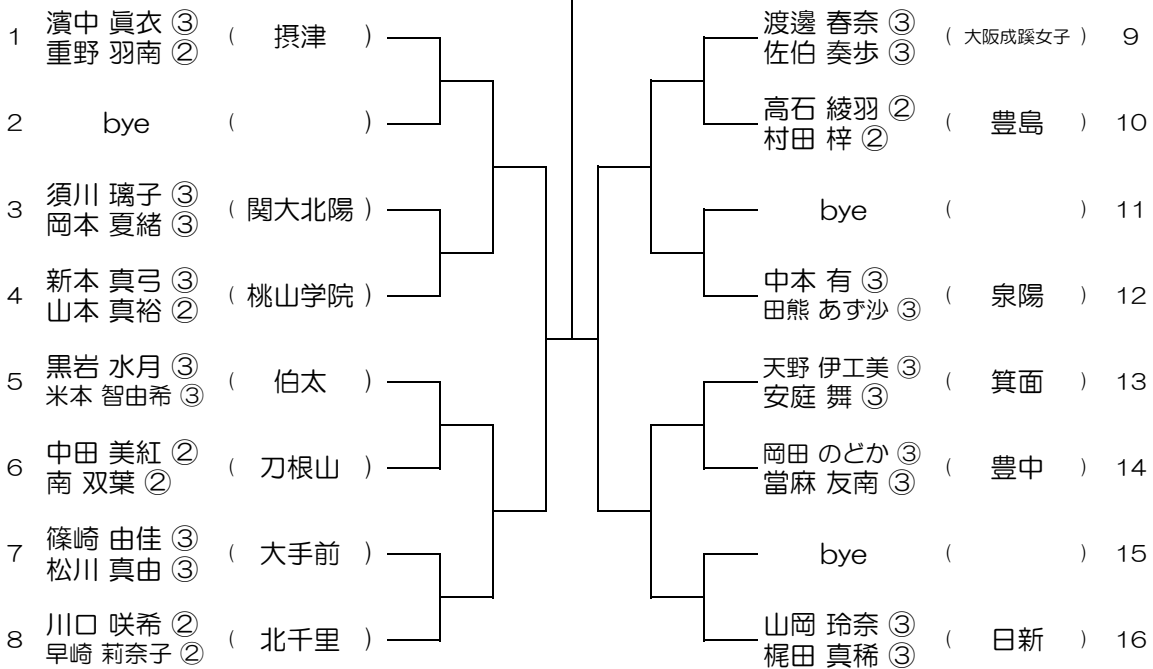 1 濱中 眞衣 ③ ( 摂津 )
重野 羽南 ②
2 bye ( )
3 須川 璃子 ③ ( 関大北陽 )
岡本 夏緒 ③
4 新本 真弓 ③ ( 桃山学院 )
山本 真裕 ②
5 黒岩 水月 ③ ( 伯太 )
米本 智由希 ③
6 中田 美紅 ② ( 刀根山 )
南 双葉 ②
7 篠崎 由佳 ③ ( 大手前 )
松川 真由 ③
8 川口 咲希 ② ( 北千里 )
早崎 莉奈子 ②
渡邊 春奈 ③ ( 大阪成蹊女子 ) 9
佐伯 奏歩 ③
高石 綾羽 ② ( 豊島 ) 10
村田 梓 ②
bye ( ) 11
中本 有 ③ ( 泉陽 ) 12
田熊 あず沙 ③
天野 伊工美 ③ ( 箕面 ) 13
安庭 舞 ③
岡田 のどか ③ ( 豊中 ) 14
當麻 友南 ③
bye ( ) 15
山岡 玲奈 ③ ( 日新 ) 16
梶田 真稀 ③